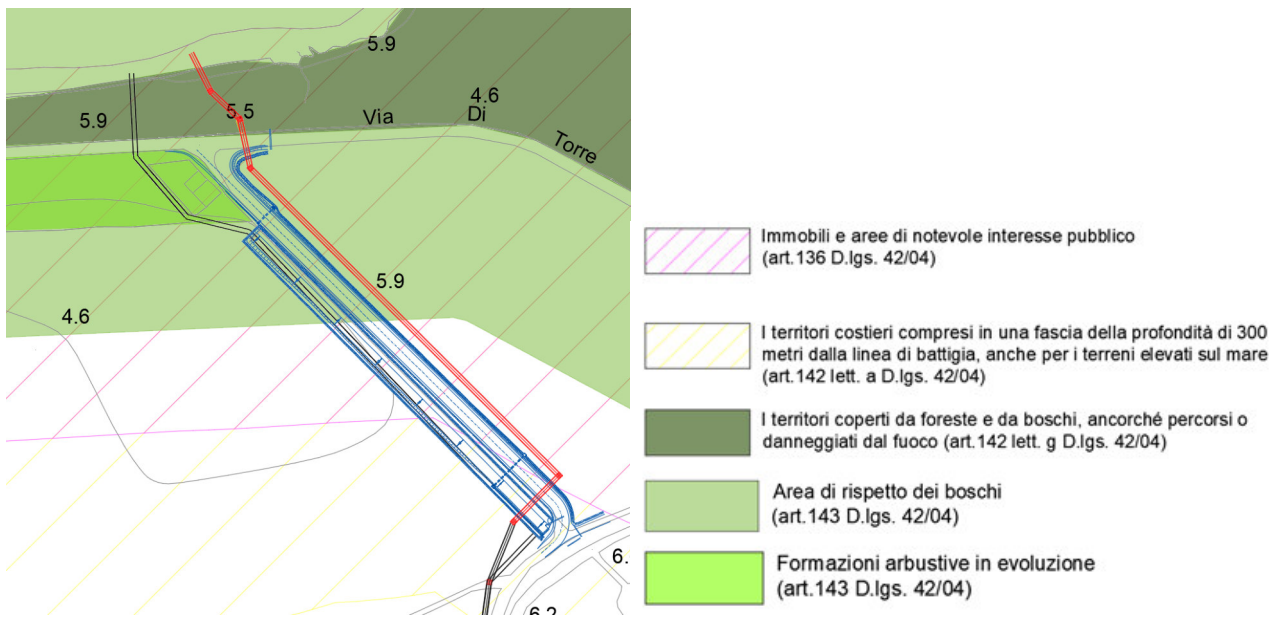 5.9
4.6
5.5
5.9
Via
Di
Torre
5.9
4.6
6.
6.2
Immobili e aree di notevole interesse pubblico
(art.136 D.lgs. 42/04)
I territori costieri compresi in una fascia della profondità di 300
metri dalla linea di battigia, anche per i terreni elevati sul mare
(art.142 lett. a D.lgs. 42/04)
I territori coperti da foreste e da boschi, ancorché percorsi o
danneggiati dal fuoco (art.142 lett. g D.lgs. 42/04)
Area di rispetto dei boschi
(art.143 D.lgs. 42/04)
Formazioni arbustive in evoluzione
(art.143 D.lgs. 42/04)